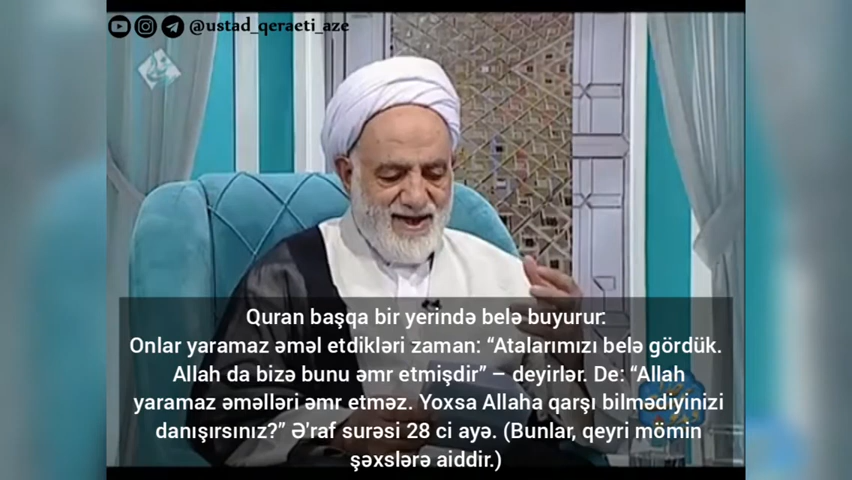 @ustad_qeraeti_aze
Quran başqa bir yerində belə buyurur:
Onlar yaramaz əməl etdikləri zaman: “Atalarımızı belə gördük.
Allah da bizə bunu əmr etmişdir” – deyirlər. De: “Allah
yaramaz əməlləri əmr etməz. Yoxsa Allaha qarşı bilmədiyinizi
danışırsınız?” Ə’raf surəsi 28 ci ayə. (Bunlar, qeyri mömin
şəxslərə aiddir.)